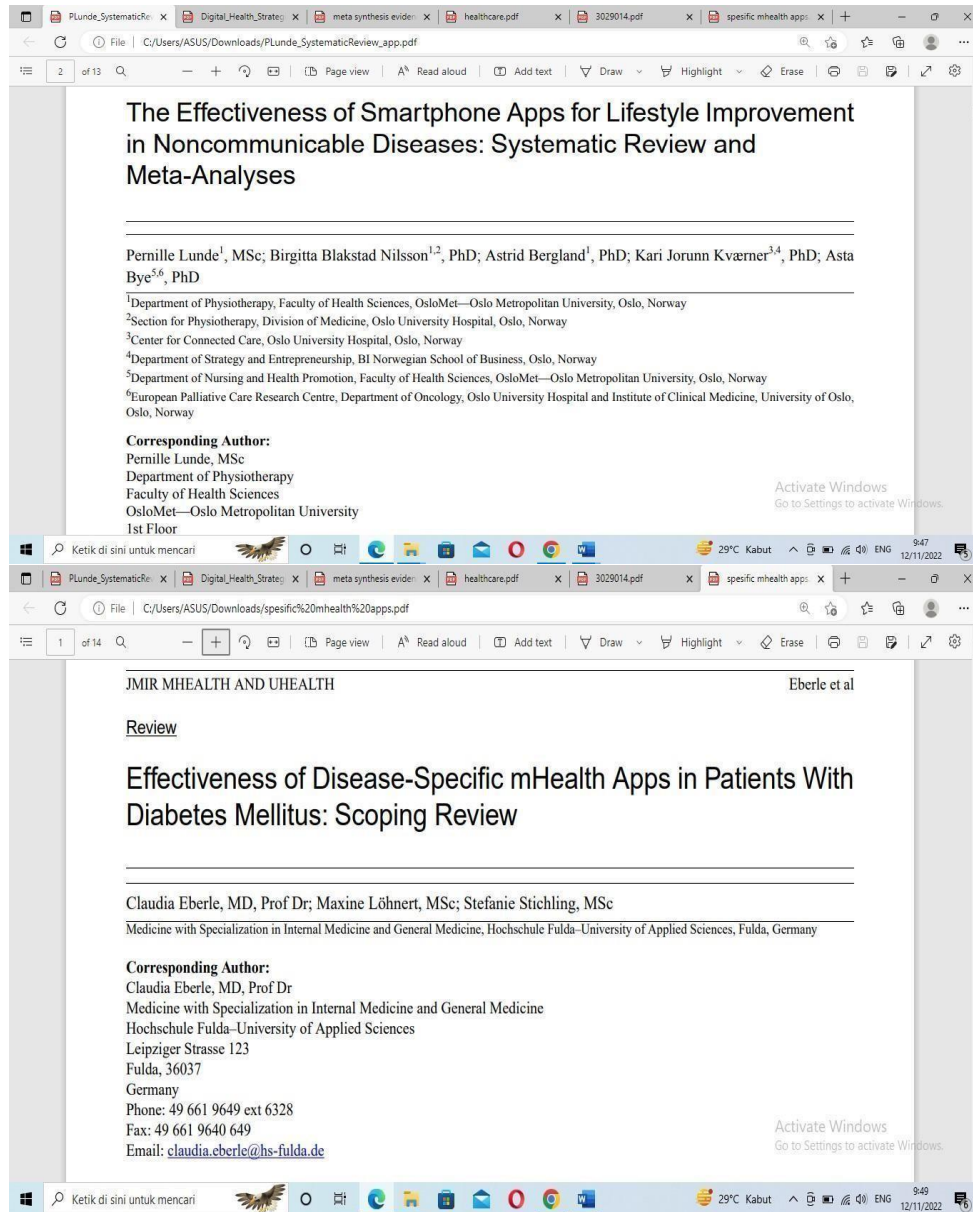 PLunde_SystematicRe
Digital_Health_Strateg
meta synthesis eviden
healthcare.pdf
3029014.pdf
spesific mhealth apps.
File | C:/Users/ASUS/Downloads/PLunde_SystematicReview_app.pdf
2 of 13 Page view Read aloud Add text Draw Highlight Erase
The Effectiveness of Smartphone Apps for Lifestyle Improvement
in Noncommunicable Diseases: Systematic Review and
Meta-Analyses
Pernille Lunde1, MSc; Birgitta Blakstad Nilsson1,2, PhD; Astrid Bergland1, PhD; Kari Jorunn Kværner3,4, PhD; Asta
Bye5,6, PhD
1Department of Physiotherapy, Faculty of Health Sciences, OsloMet—Oslo Metropolitan University, Oslo, Norway
2Section for Physiotherapy, Division of Medicine, Oslo University Hospital, Oslo, Norway
3Center for Connected Care, Oslo University Hospital, Oslo, Norway
4Department of Strategy and Entrepreneurship, BI Norwegian School of Business, Oslo, Norway
5Department of Nursing and Health Promotion, Faculty of Health Sciences, OsloMet—Oslo Metropolitan University, Oslo, Norway
6European Palliative Care Research Centre, Department of Oncology, Oslo University Hospital and Institute of Clinical Medicine, University of Oslo,
Oslo, Norway
Corresponding Author:
Pernille Lunde, MSc
Department of Physiotherapy
Faculty of Health Sciences
OsloMet—Oslo Metropolitan University
1st Floor
Activate Windows
Go to Settings to activate Windows.
Ketik di sini untuk mencari
29°C Kabut
ENG
9:47
12/11/2022
5
PLunde_SystematicRe
Digital_Health_Strateg
meta synthesis eviden
healthcare.pdf
3029014.pdf
spesific mhealth apps.
File | C:/Users/ASUS/Downloads/spesific%20mhealth%20apps.pdf
1 of 14 Page view Read aloud Add text Draw Highlight Erase
JMIR MHEALTH AND UHEALTH
Eberle et al
Review
Effectiveness of Disease-Specific mHealth Apps in Patients With
Diabetes Mellitus: Scoping Review
Claudia Eberle, MD, Prof Dr; Maxine Löhnert, MSc; Stefanie Stichling, MSc
Medicine with Specialization in Internal Medicine and General Medicine, Hochschule Fulda–University of Applied Sciences, Fulda, Germany
Corresponding Author:
Claudia Eberle, MD, Prof Dr
Medicine with Specialization in Internal Medicine and General Medicine
Hochschule Fulda–University of Applied Sciences
Leipziger Strasse 123
Fulda, 36037
Germany
Phone: 49 661 9649 ext 6328
Fax: 49 661 9640 649
Email: claudia.eberle@hs-fulda.de
Activate Windows
Go to Settings to activate Windows.
Ketik di sini untuk mencari
29°C Kabut
ENG
9:49
12/11/2022
6